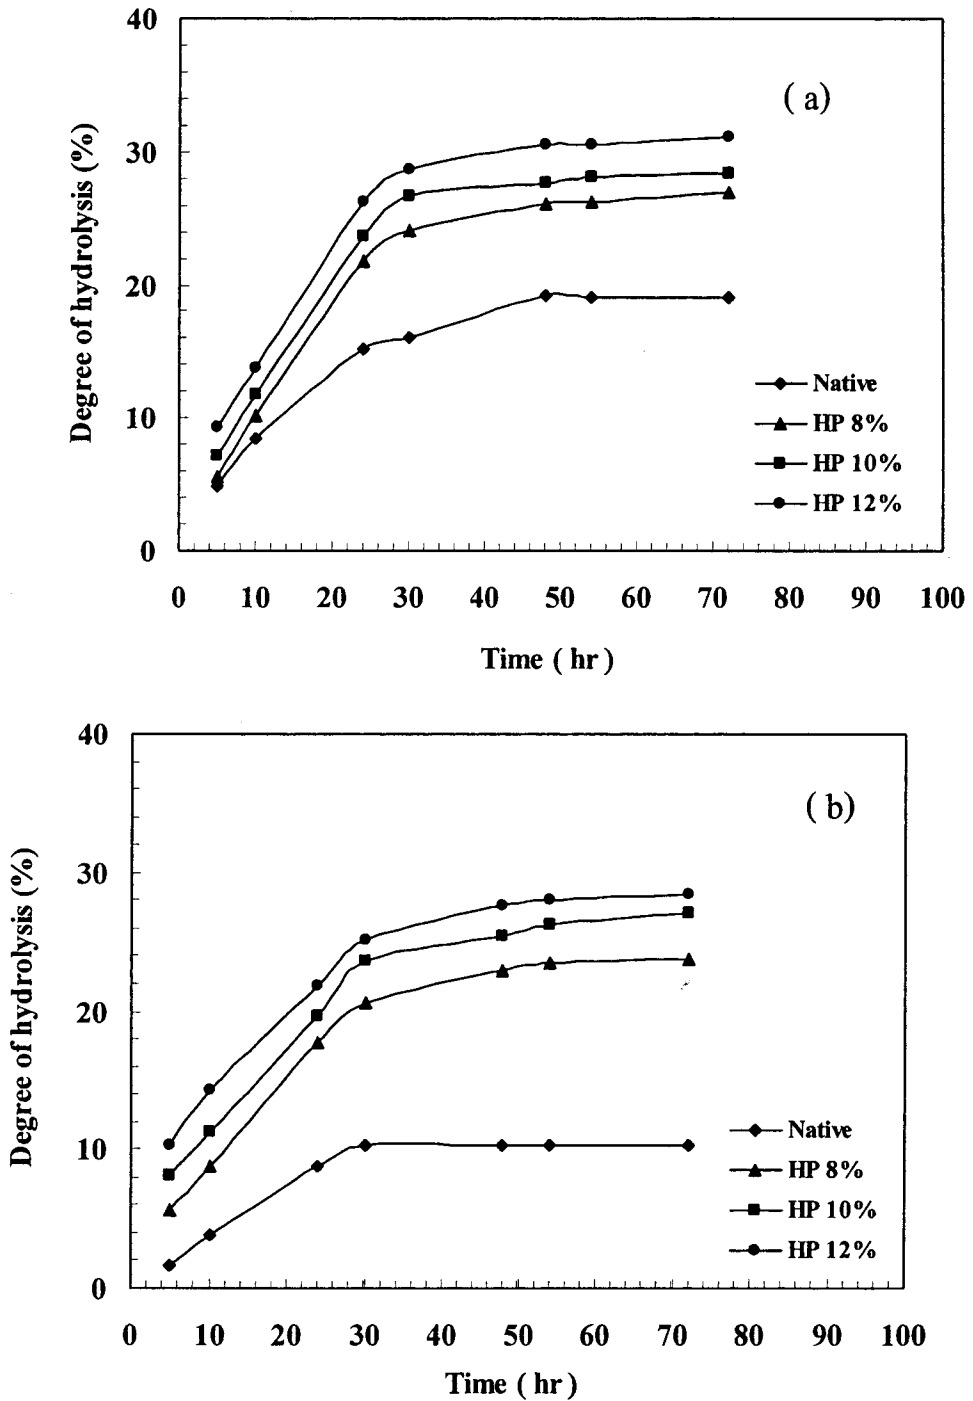 40
( a )
30
20
10
0
Degree of hydrolysis (%)
Native
HP 8%
HP 10%
HP 12%
0 10 20 30 40 50 60 70 80 90 100
Time ( hr )
40
( b )
30
20
10
0
Degree of hydrolysis (%)
Native
HP 8%
HP 10%
HP 12%
0 10 20 30 40 50 60 70 80 90 100
Time ( hr )